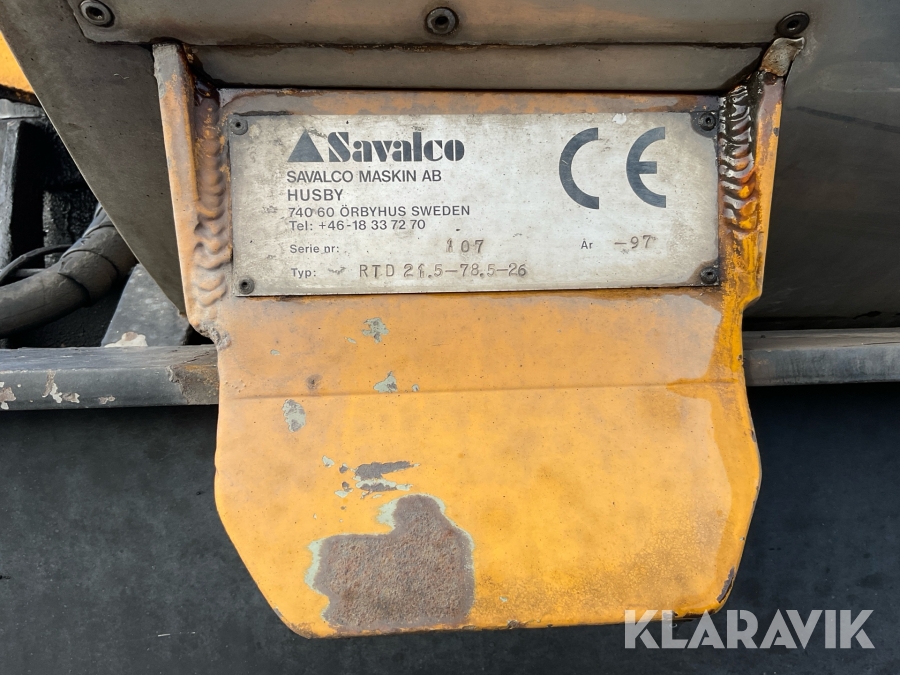 Savalco
SAVALCO MASKIN AB
HUSBY
740 60 ÖRBYHUS SWEDEN
Tel: +46-18 33 72 70
Serie nr: 107 År -97
Typ: RTD 21.5-78.5-26
CE
KLARAVIK